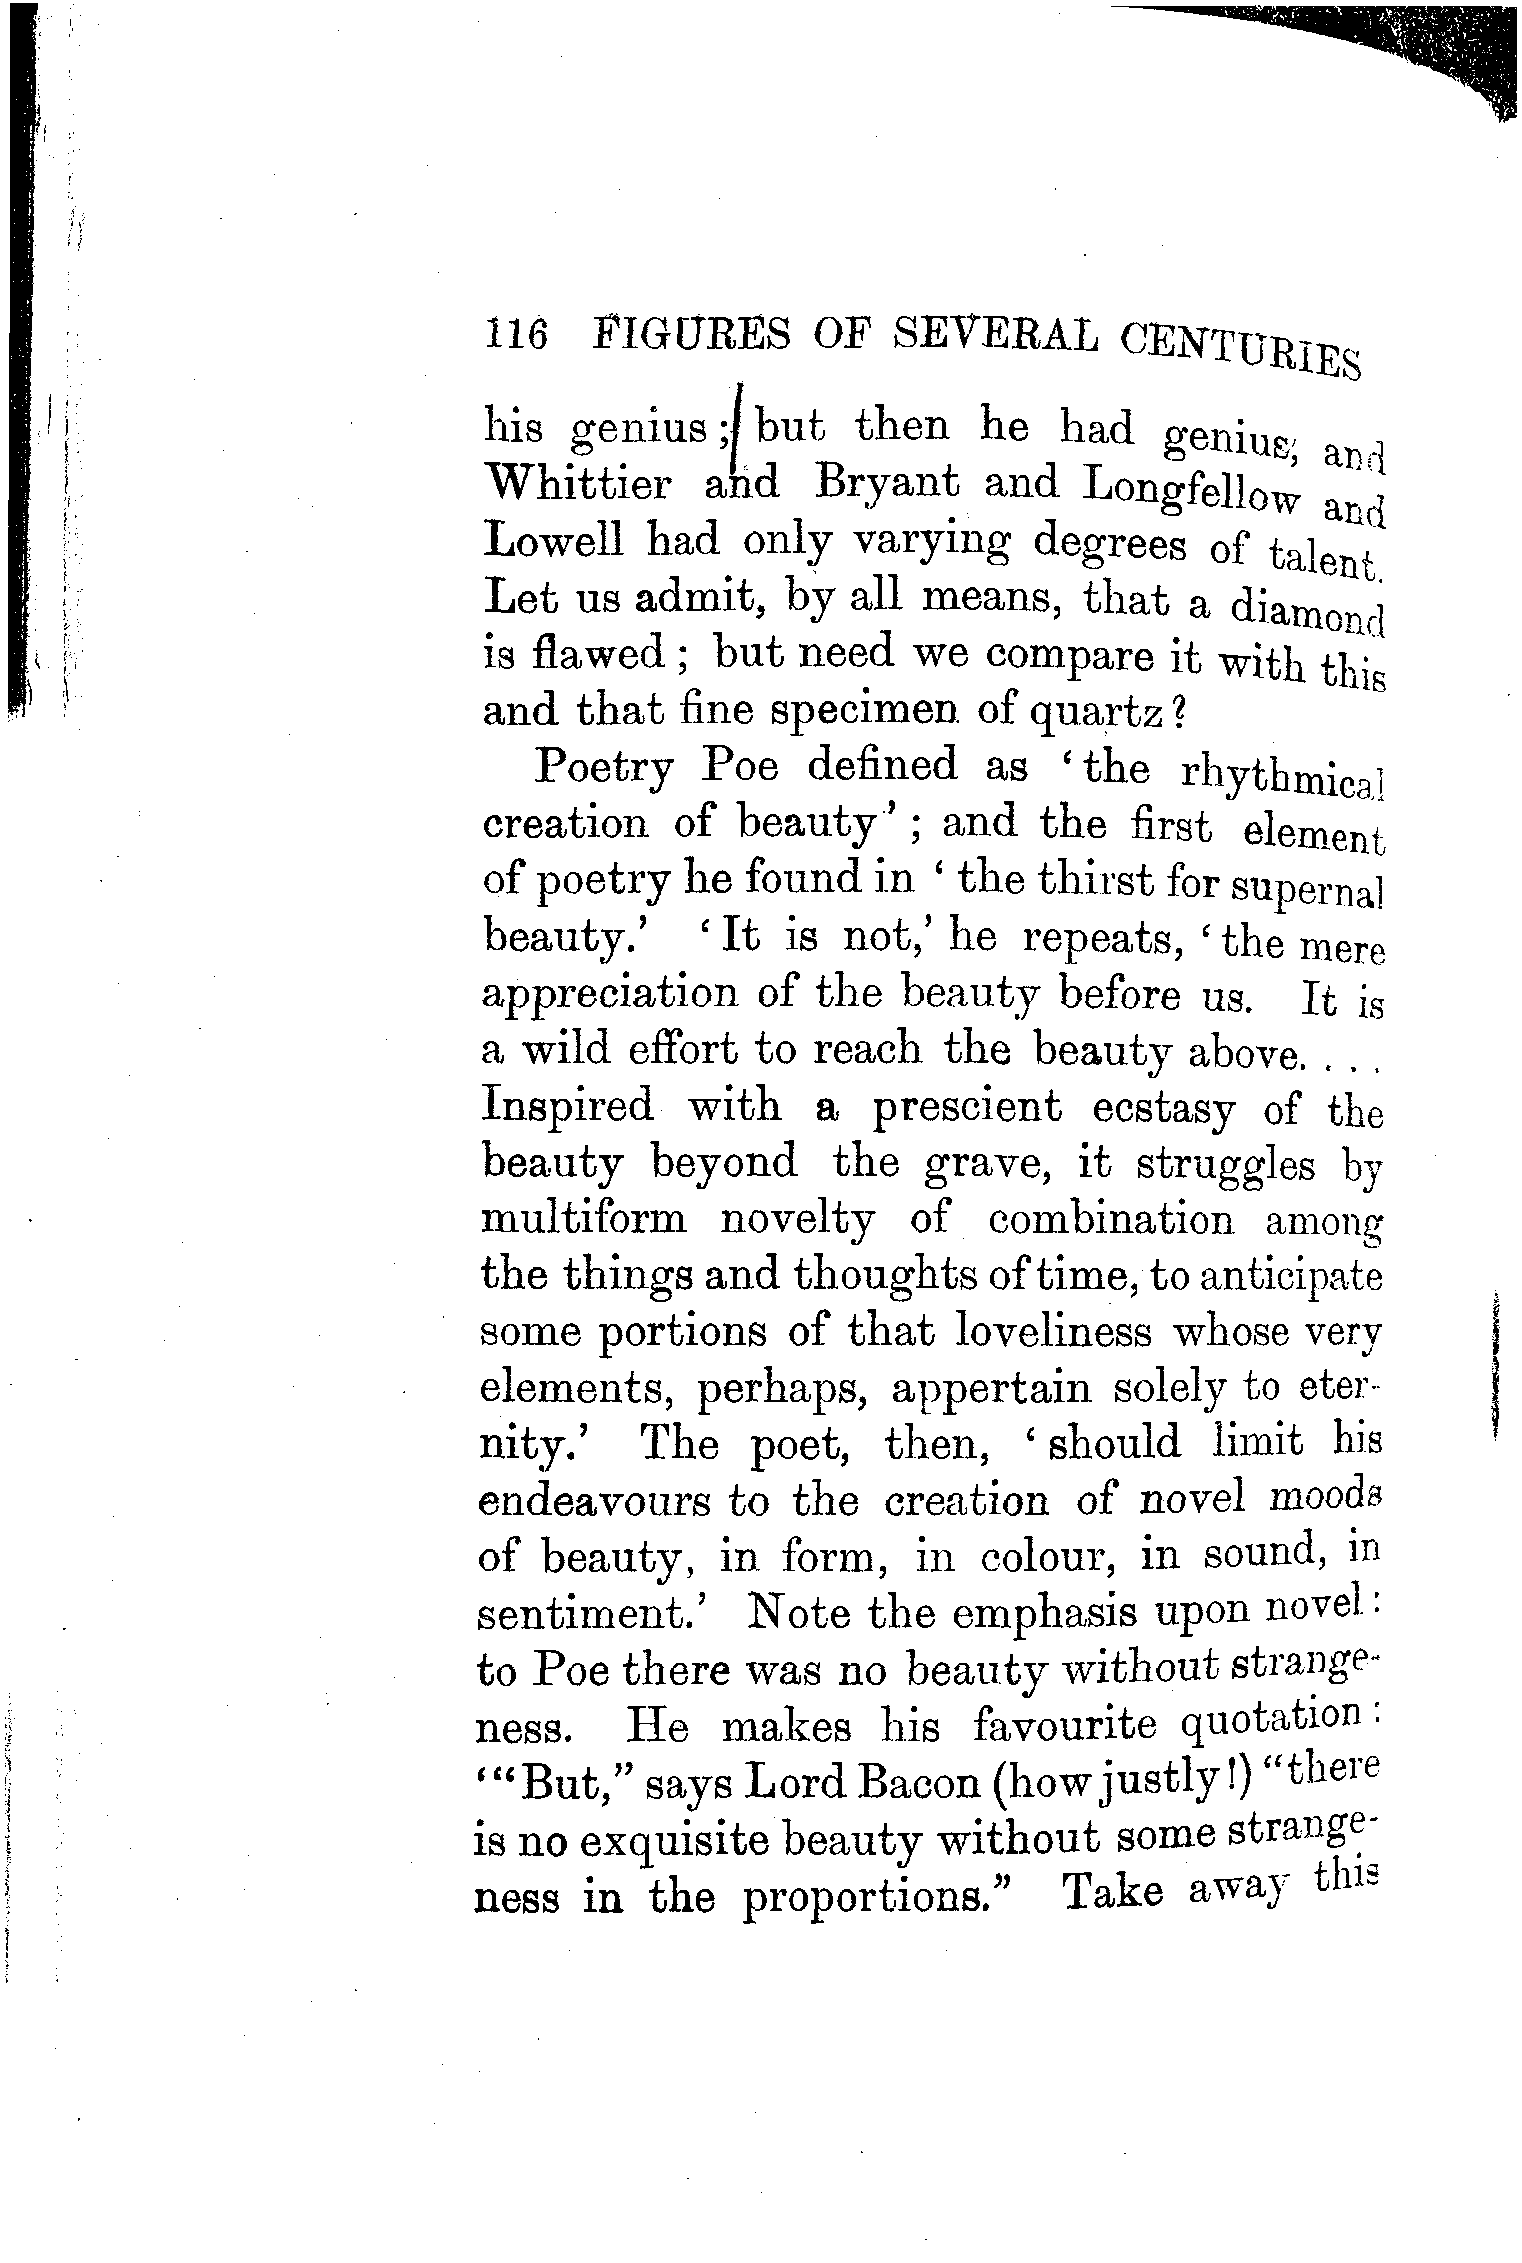 116 FIGURES OF SEVERAL CENTURIES
his genius; but then he had genius, and
Whittier and Bryant and Longfellow and
Lowell had only varying degrees of talent.
Let us admit, by all means, that a diamond
is flawed; but need we compare it with this
and that fine specimen of quartz?
Poetry Poe defined as 'the rhythmical
creation of beauty'; and the first element
of poetry he found in 'the thirst for supernal
beauty.' 'It is not,' he repeats, 'the mere
appreciation of the beauty before us. It is
a wild effort to reach the beauty above. . . .
Inspired with a prescient ecstasy of the
beauty beyond the grave, it struggles by
multiform novelty of combination among
the things and thoughts of time, to anticipate
some portions of that loveliness whose very
elements, perhaps, appertain solely to eter-
nity.' The poet, then, 'should limit his
endeavours to the creation of novel moods
of beauty, in form, in colour, in sound, in
sentiment.' Note the emphasis upon novel:
to Poe there was no beauty without strange-
ness. He makes his favourite quotation:
'"But," says Lord Bacon (how justly!) "there
is no exquisite beauty without some strange-
ness in the proportions." Take away this